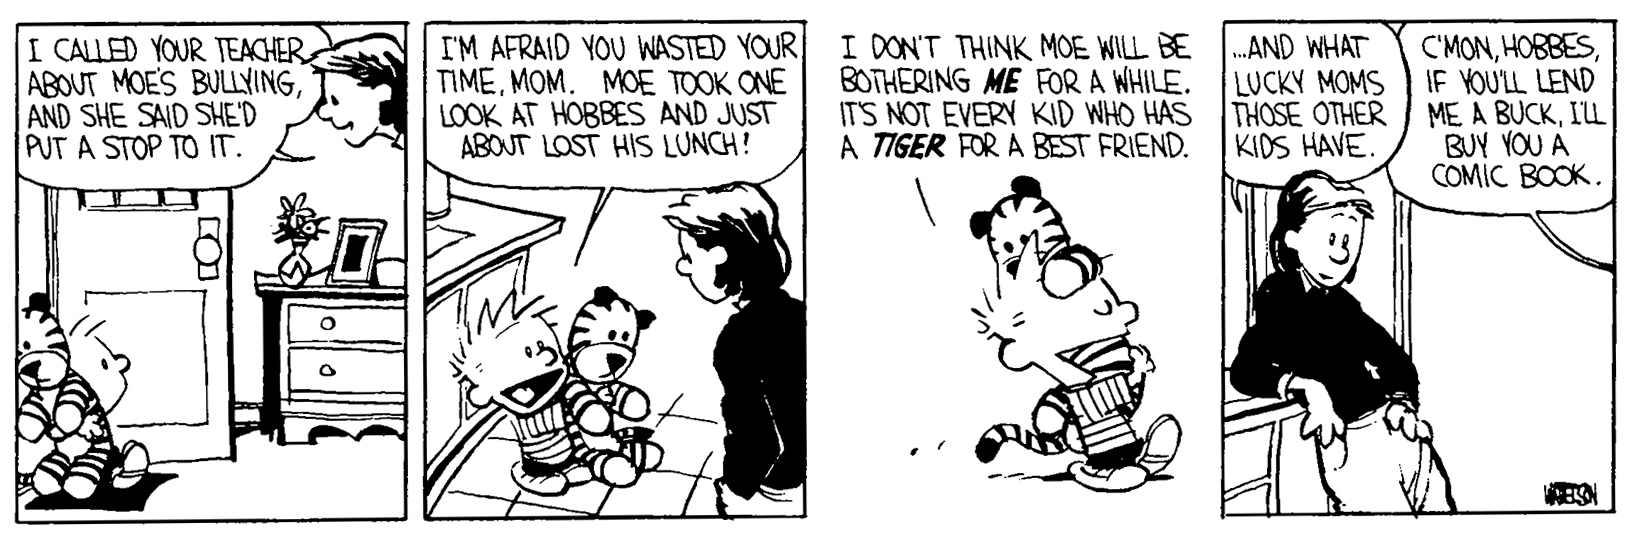 I CALLED YOUR TEACHER
ABOUT MOE'S BULLYING,
AND SHE SAID SHE'D
PUT A STOP TO IT.
I'M AFRAID YOU WASTED YOUR
TIME, MOM. MOE TOOK ONE
LOOK AT HOBBES AND JUST
ABOUT LOST HIS LUNCH!
I DON'T THINK MOE WILL BE
BOTHERING ME FOR A WHILE.
IT'S NOT EVERY KID WHO HAS
A TIGER FOR A BEST FRIEND.
...AND WHAT
LUCKY MOMS
THOSE OTHER
KIDS HAVE.
C'MON, HOBBES,
IF YOU'LL LEND
ME A BUCK, I'LL
BUY YOU A
COMIC BOOK.
WATTERSON